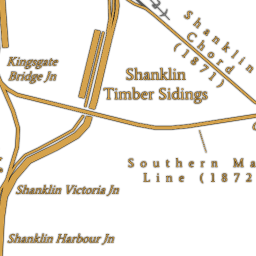 Shanklin
Chord
(1871)
Kingsgate
Bridge Jn
Shanklin
Timber Sidings
Southern Ma
Line (1872
Shanklin Victoria Jn
Shanklin Harbour Jn